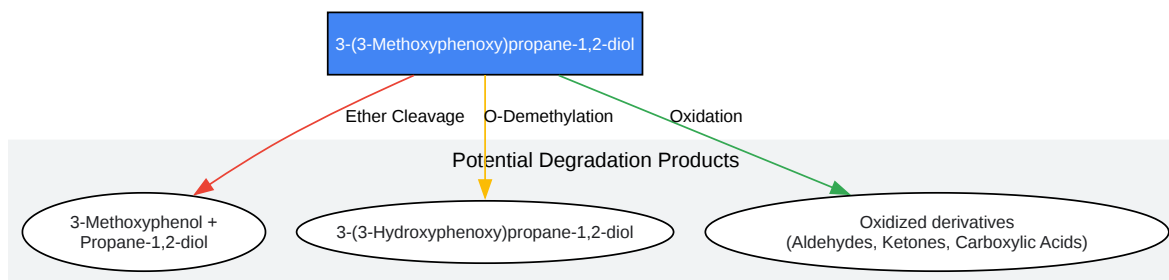 3-(3-Methoxyphenoxy)propane-1,2-diol
Ether Cleavage
O-Demethylation
Oxidation
Potential Degradation Products
3-Methoxyphenol +
Propane-1,2-diol
3-(3-Hydroxyphenoxy)propane-1,2-diol
Oxidized derivatives
(Aldehydes, Ketones, Carboxylic Acids)